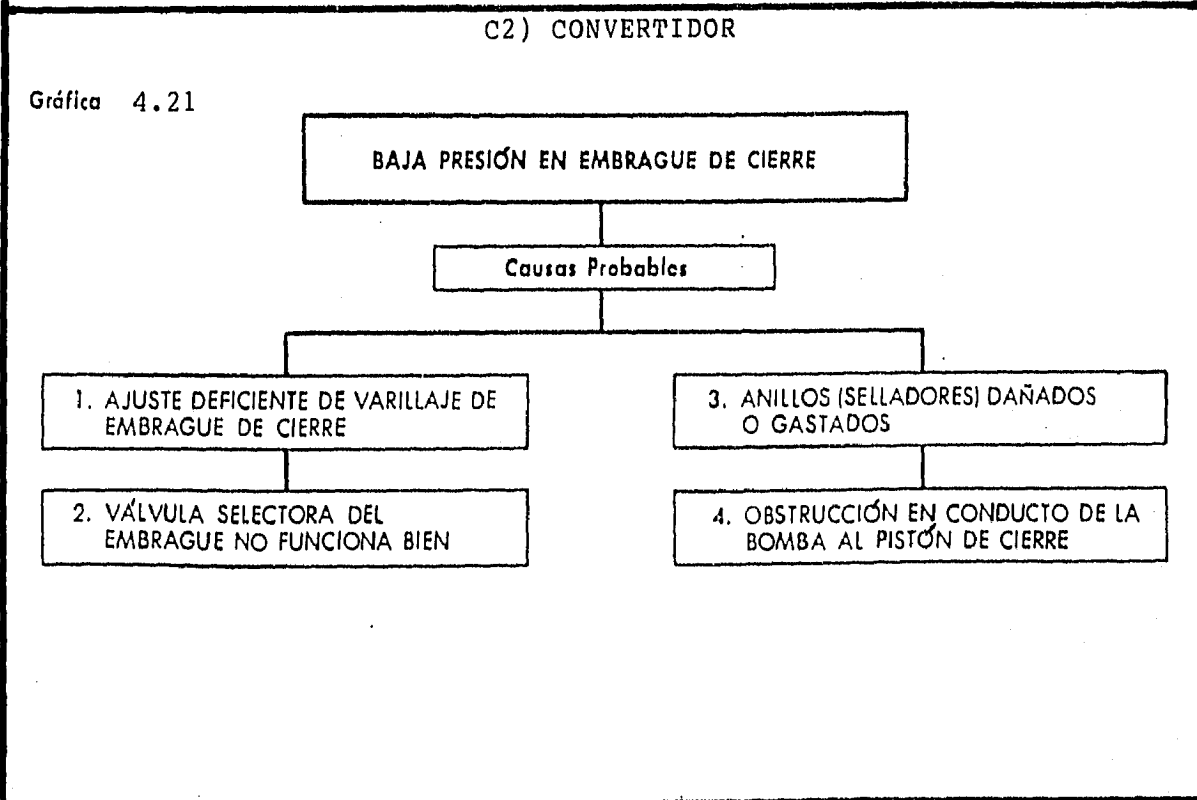 C2) CONVERTIDOR
Gráfica 4.21
BAJA PRESIÓN EN EMBRAGUE DE CIERRE
Causas Probables
1. AJUSTE DEFICIENTE DE VARILLAJE DE
EMBRAGUE DE CIERRE
2. VÁLVULA SELECTORA DEL
EMBRAGUE NO FUNCIONA BIEN
3. ANILLOS (SELLADORES) DAÑADOS
O GASTADOS
4. OBSTRUCCIÓN EN CONDUCTO DE LA
BOMBA AL PISTÓN DE CIERRE